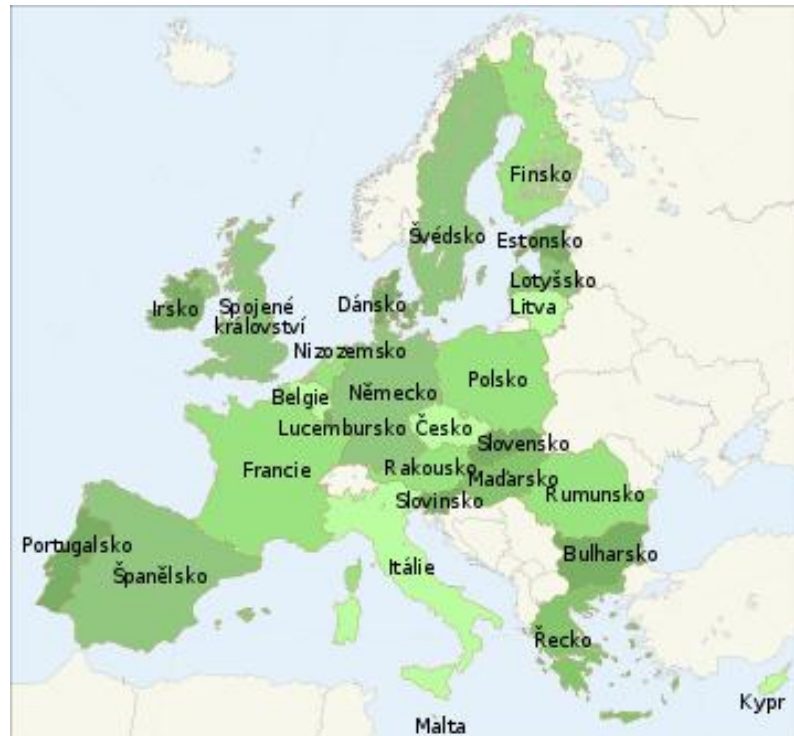 Finsko
Švédsko
Estonsko
Lotyšsko
Litva
Irsko
Spojené
království
Dánsko
Nizozemsko
Polsko
Belgie
Německo
Lucembursko
Česko
Slovensko
Francie
Rakousko
Maďarsko
Slovinsko
Rumunsko
Portugalsko
Španělsko
Itálie
Bulharsko
Řecko
Kypr
Malta